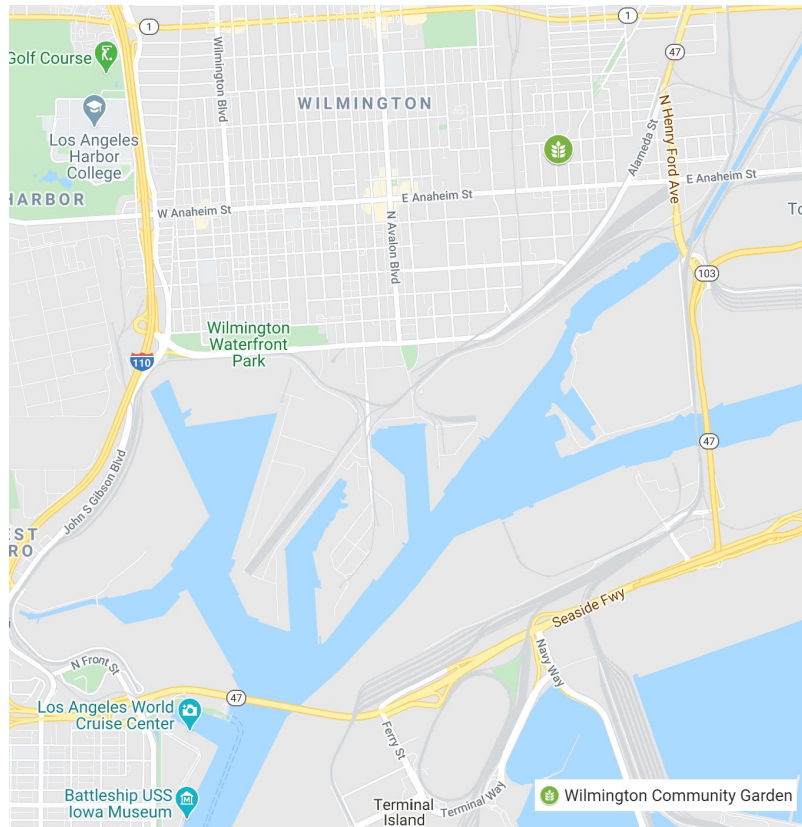 1
1
Golf Course
Wilmington Blvd
47
WILMINGTON
N Henry Ford Ave
Los Angeles
Harbor
College
Alameda St
HARBOR
E Anaheim St
E Anaheim St
W Anaheim St
To
N Avalon Blvd
103
Wilmington
Waterfront
Park
110
47
John S Gibson Blvd
EST
RO
Seaside Fwy
Navy Way
N Front St
47
Los Angeles World
Cruise Center
Ferry St
Battleship USS
Iowa Museum
Terminal
Island
Terminal Way
Wilmington Community Garden